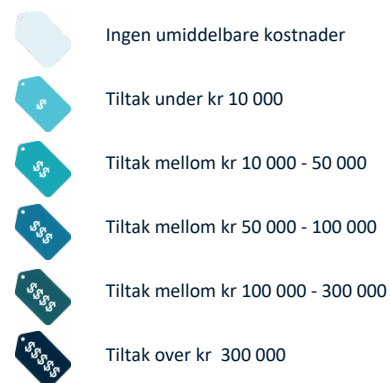 Ingen umiddelbare kostnader
$
Tiltak under kr 10 000
$$
Tiltak mellom kr 10 000 - 50 000
$$$
Tiltak mellom kr 50 000 - 100 000
$$$$
Tiltak mellom kr 100 000 - 300 000
$$$$$
Tiltak over kr 300 000